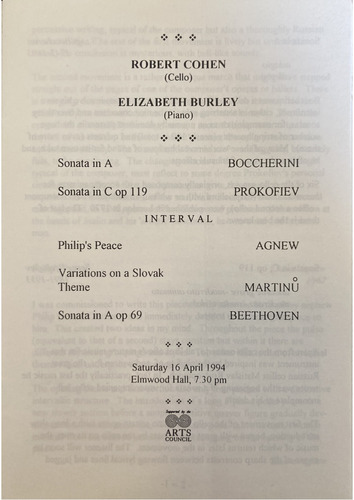 ROBERT COHEN
(Cello)
ELIZABETH BURLEY
(Piano)
Sonata in A BOCCHERINI
Sonata in C op 119 PROKOFIEV
INTERVAL
Philip's Peace AGNEW
Variations on a Slovak
Theme MARTINŮ
Sonata in A op 69 BEETHOVEN
Saturday 16 April 1994
Elmwood Hall, 7.30 pm
Supported by the
ARTS
COUNCIL